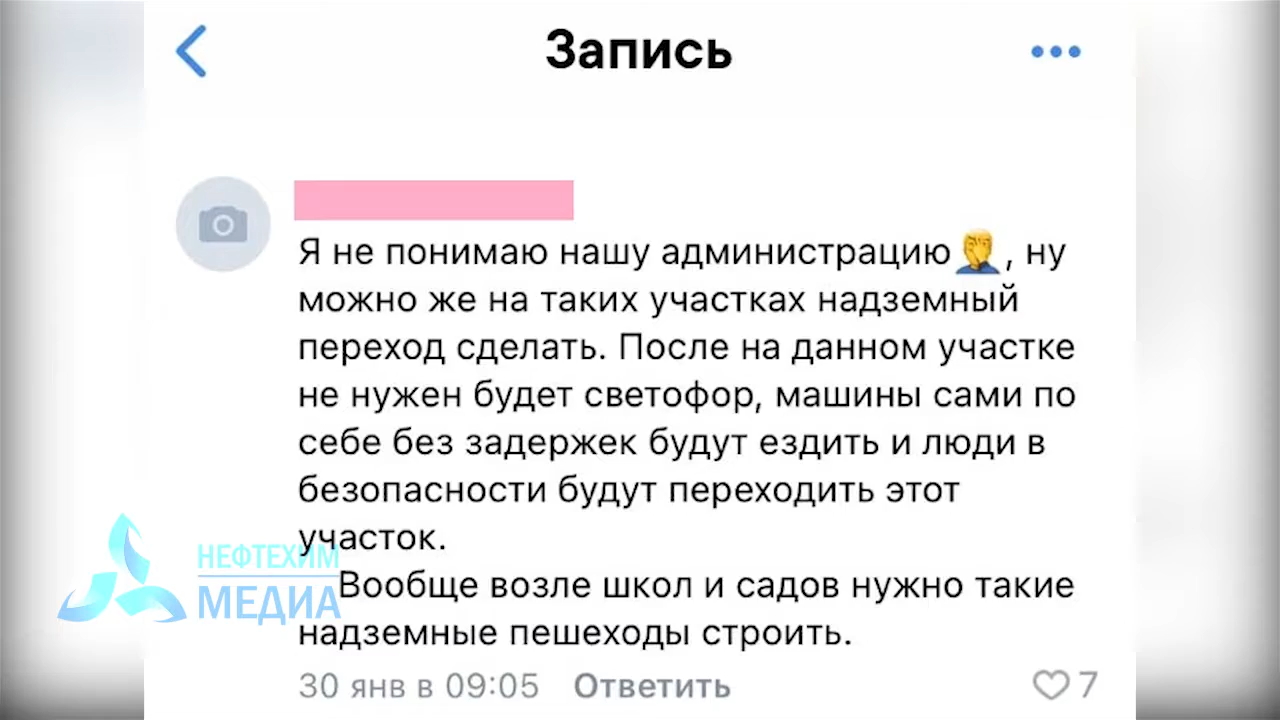 Запись
Я не понимаю нашу администрацию🤦, ну
можно же на таких участках надземный
переход сделать. После на данном участке
не нужен будет светофор, машины сами по
себе без задержек будут ездить и люди в
безопасности будут переходить этот
участок.
Вообще возле школ и садов нужно такие
надземные пешеходы строить.
30 янв в 09:05 Ответить 7
НЕФТЕХИМ
МЕДИА